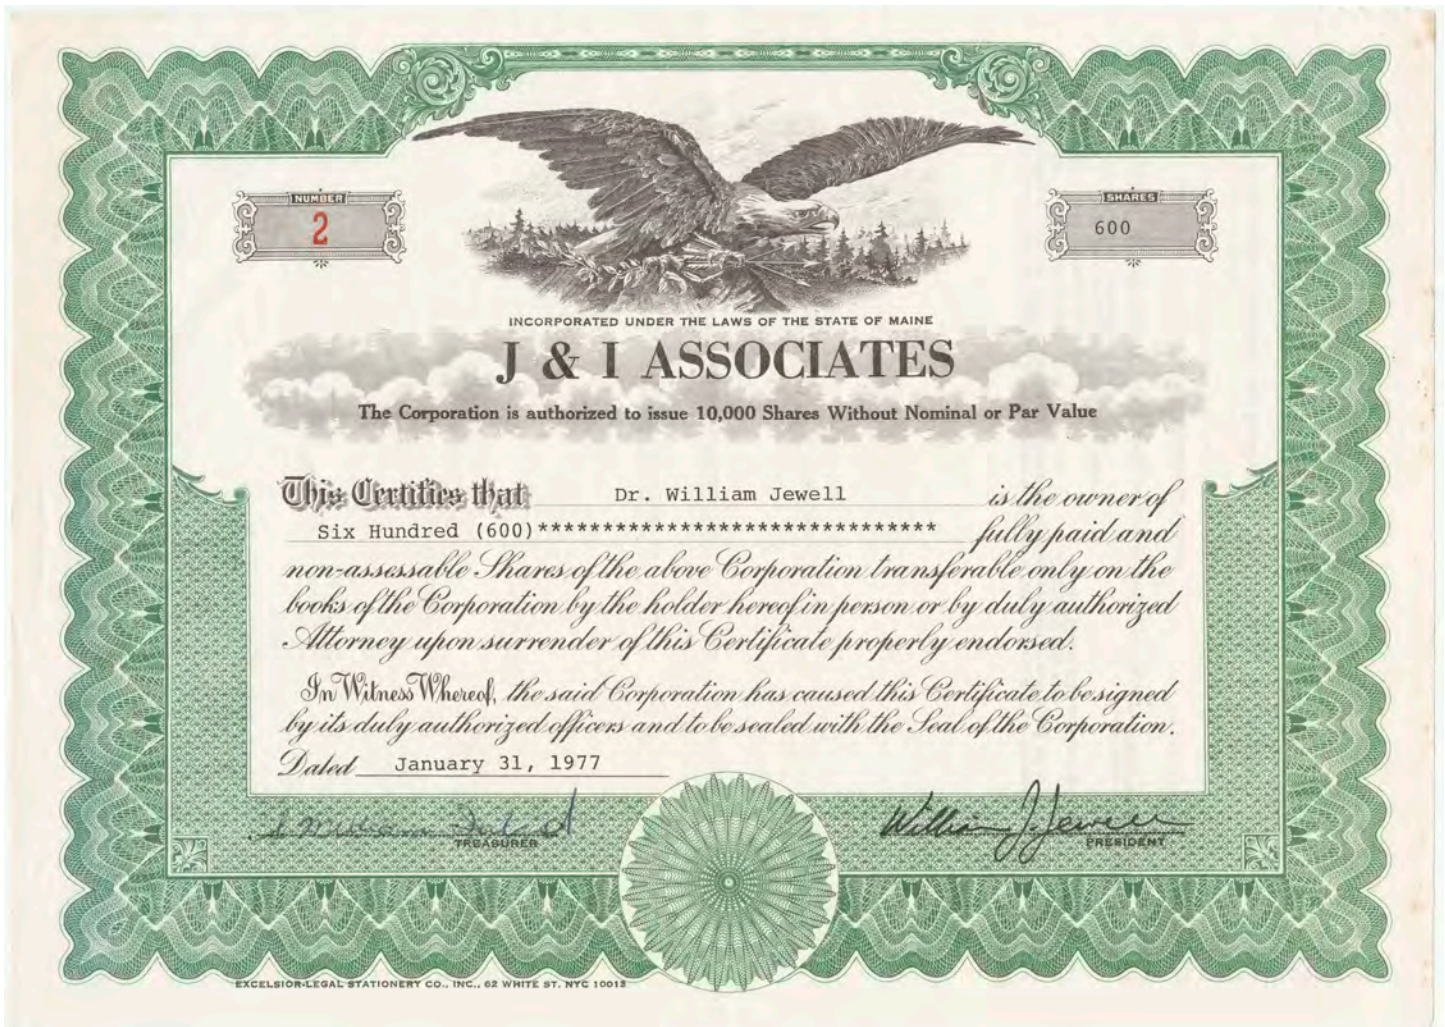 NUMBER
2
SHARES
600
INCORPORATED UNDER THE LAWS OF THE STATE OF MAINE
J & I ASSOCIATES
The Corporation is authorized to issue 10,000 Shares Without Nominal or Par Value
This Certifies that Dr. William Jewell is the owner of
Six Hundred (600)******************************* fully paid and
non-assessable Shares of the above Corporation transferable only on the
books of the Corporation by the holder hereof in person or by duly authorized
Attorney upon surrender of this Certificate properly endorsed.
In Witness Whereof, the said Corporation has caused this Certificate to be signed
by its duly authorized officers and to be sealed with the Seal of the Corporation.
Dated January 31, 1977
TREASURER
William J. Jewell
PRESIDENT
EXCELSIOR-LEGAL STATIONERY CO., INC., 62 WHITE ST. NYC 10013